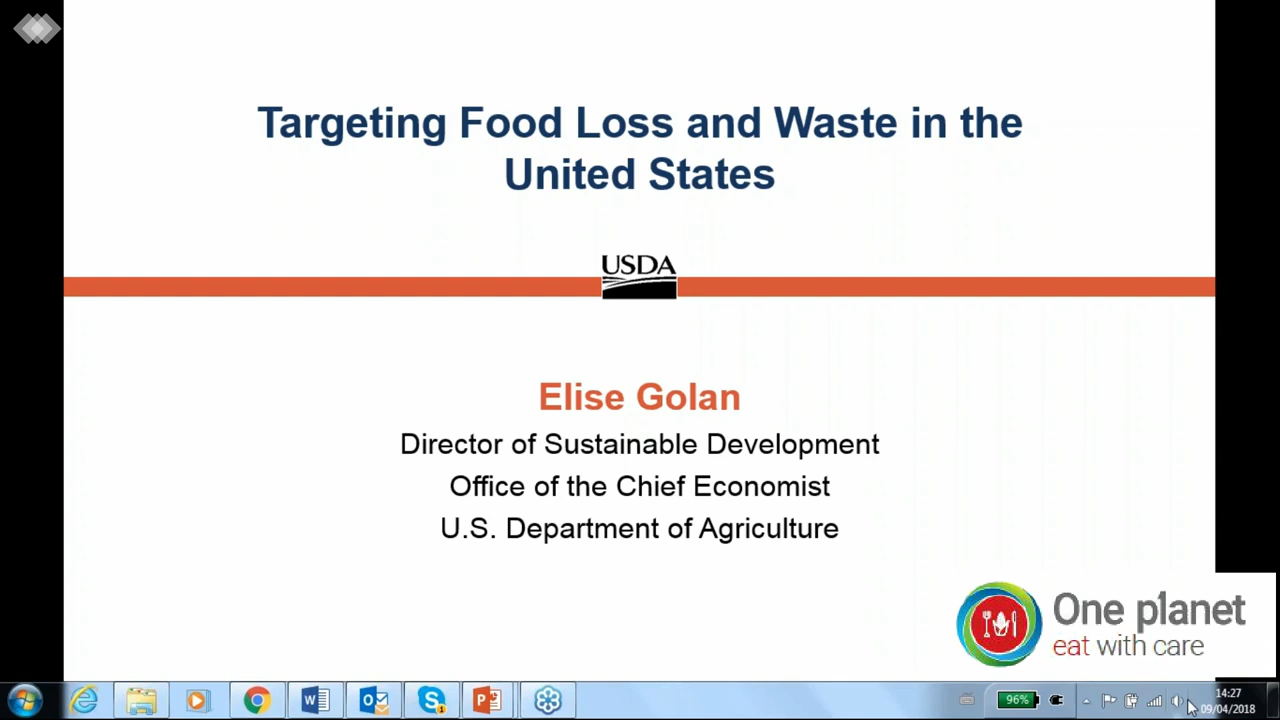 Targeting Food Loss and Waste in the
United States
USDA
Elise Golan
Director of Sustainable Development
Office of the Chief Economist
U.S. Department of Agriculture
One planet
eat with care
96%
14:27
09/04/2018